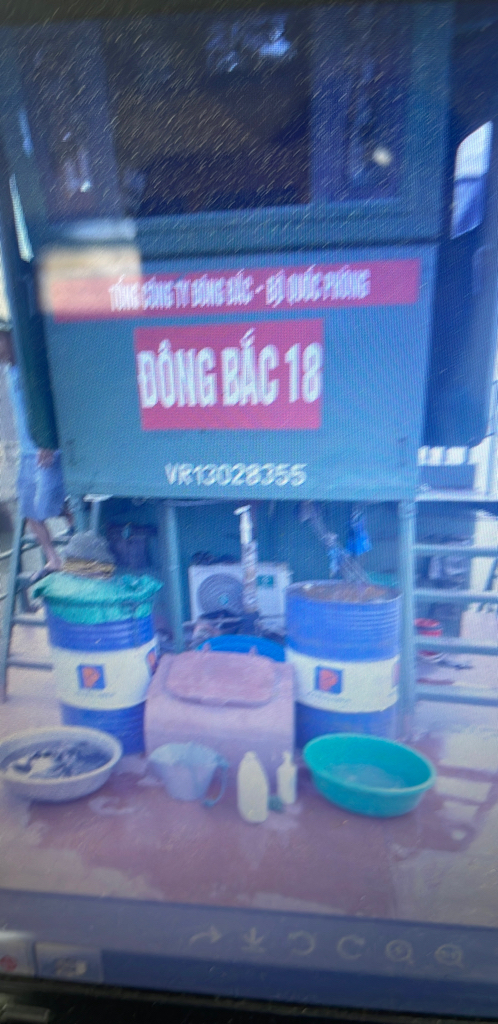 TỔNG CÔNG TY ĐÔNG BẮC - BỘ QUỐC PHÒNG
ĐÔNG BẮC 18
VR13028355